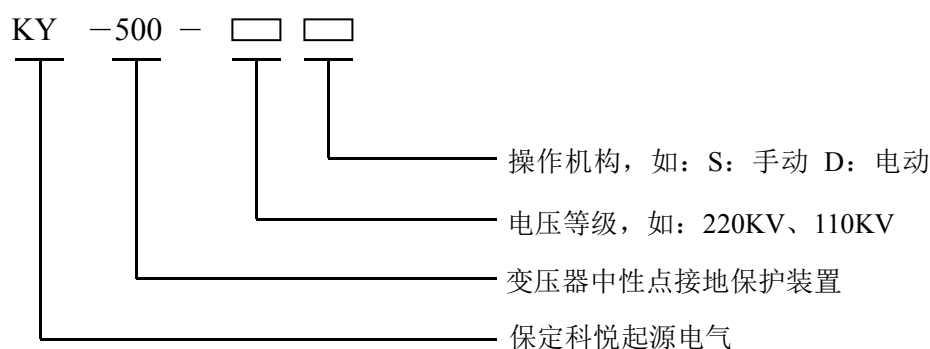 KY －500 －
操作机构，如：S：手动 D：电动
电压等级，如：220KV、110KV
变压器中性点接地保护装置
保定科悦起源电气